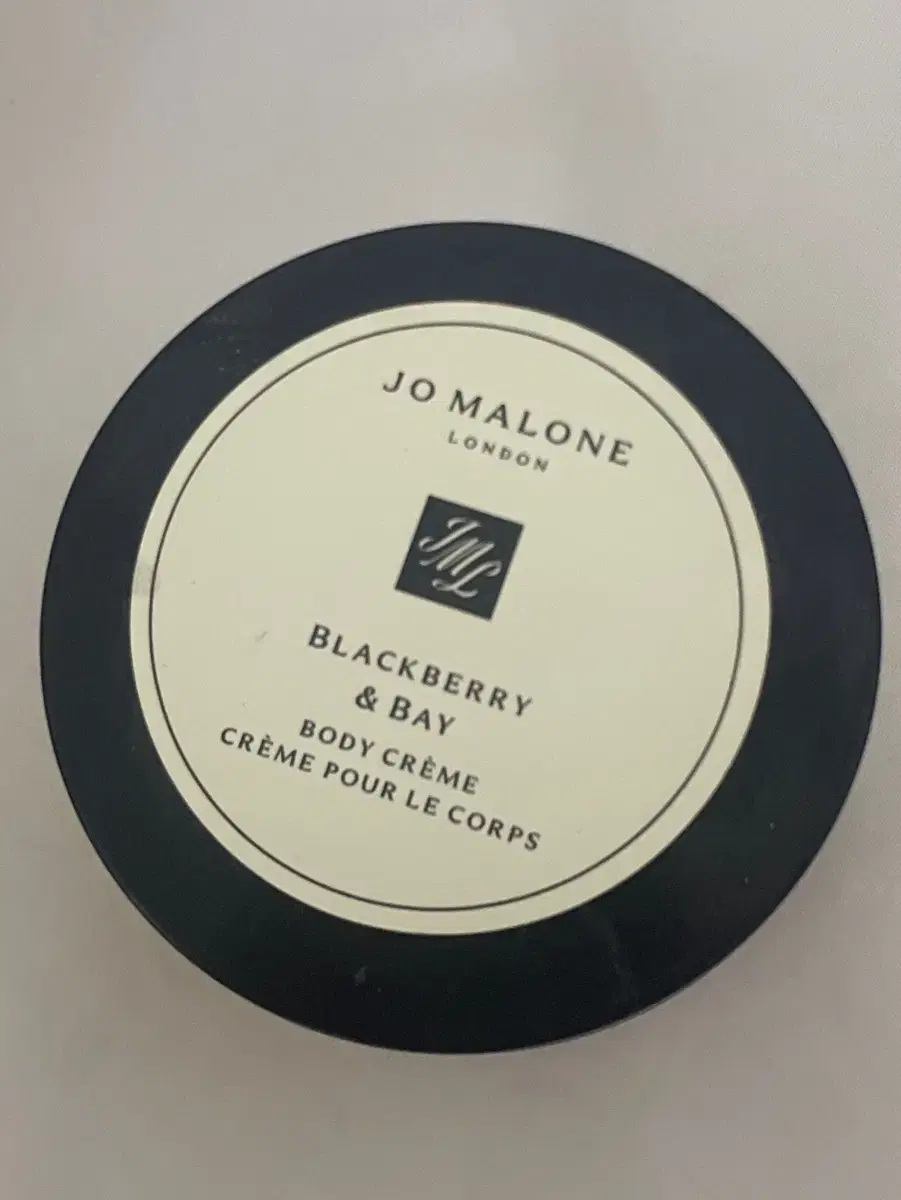 JO MALONE
LONDON
JML
BLACKBERRY
& BAY
BODY CRÈME
CRÈME POUR LE CORPS